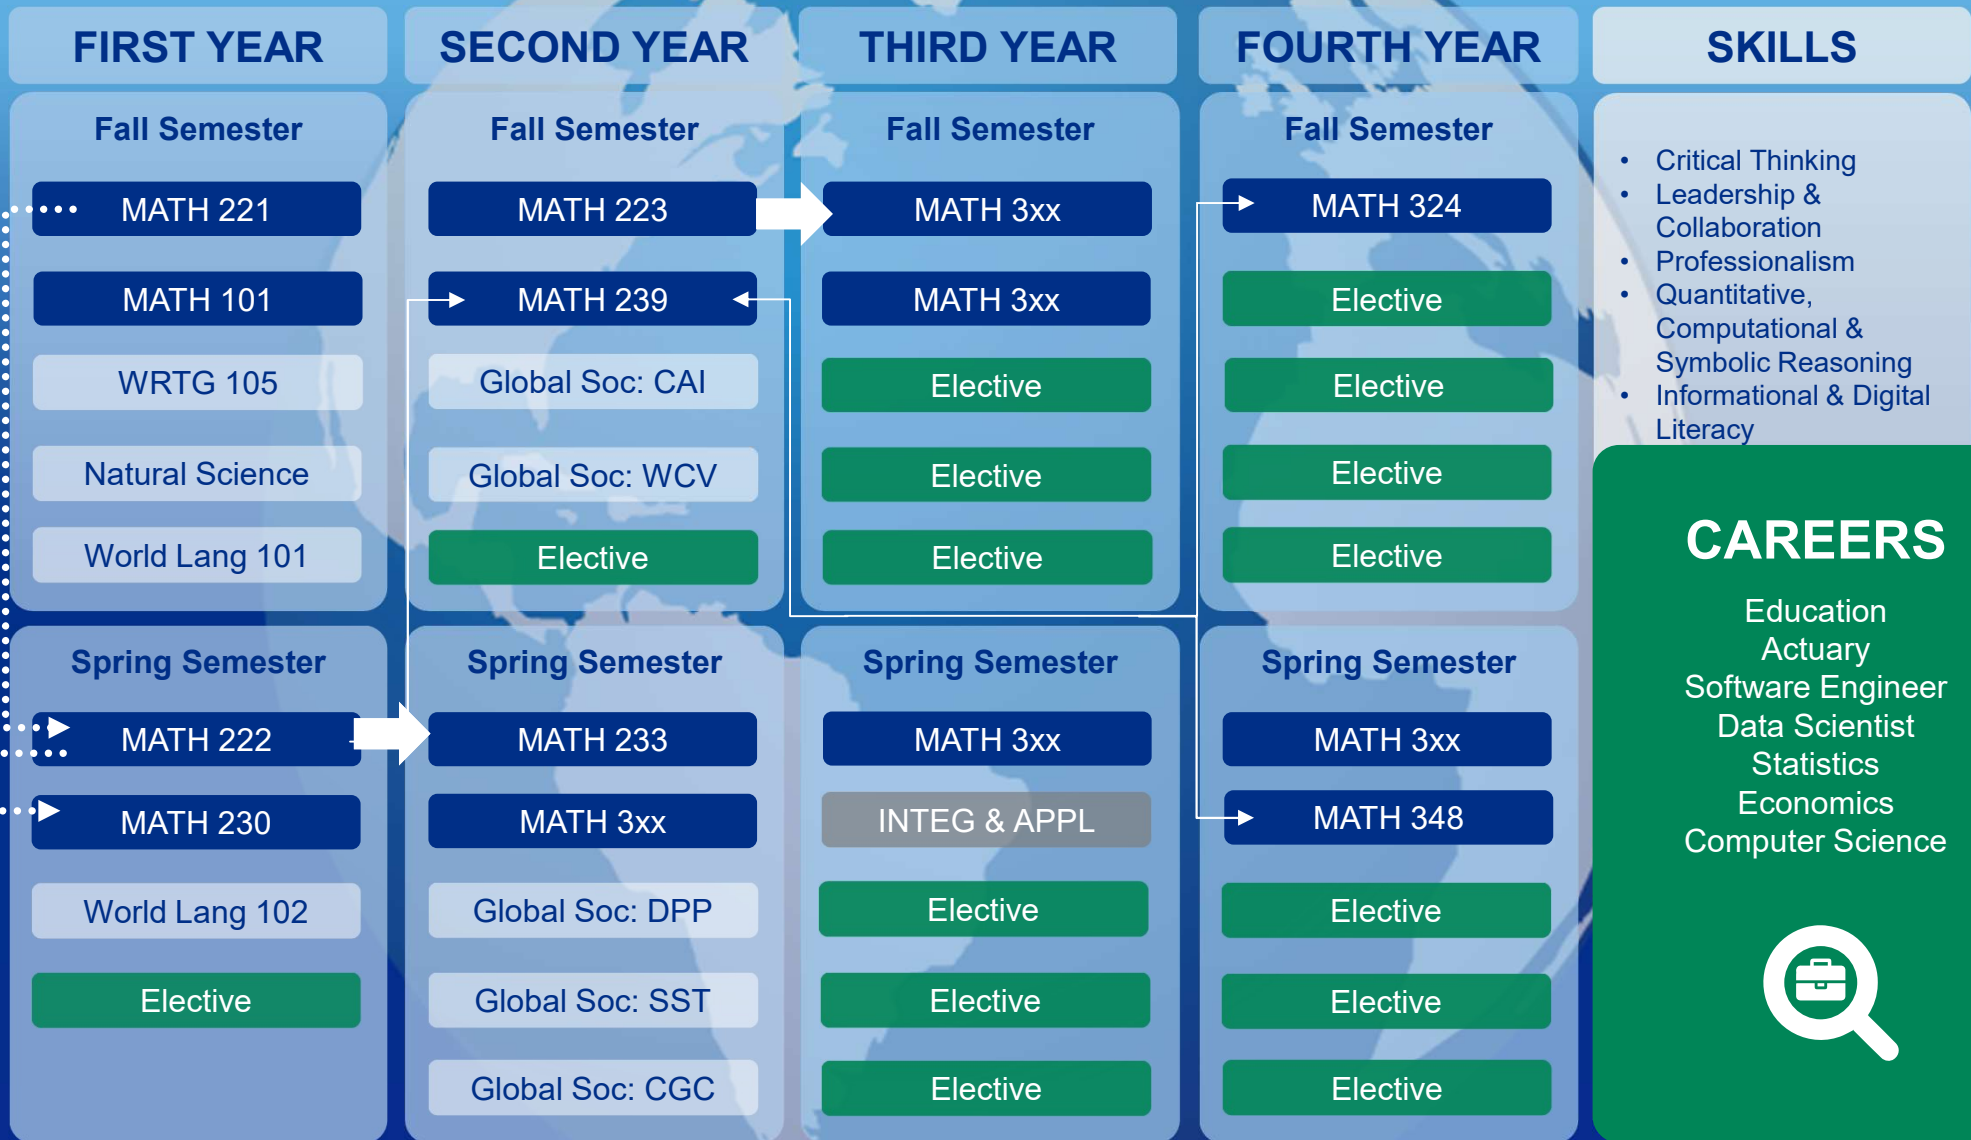 FIRST YEAR
Fall Semester
MATH 221
MATH 101
WRTG 105
Natural Science
World Lang 101
Spring Semester
MATH 222
MATH 230
World Lang 102
Elective
SECOND YEAR
Fall Semester
MATH 223
MATH 239
Global Soc: CAI
Global Soc: WCV
Elective
Spring Semester
MATH 233
MATH 3xx
Global Soc: DPP
Global Soc: SST
Global Soc: CGC
THIRD YEAR
Fall Semester
MATH 3xx
MATH 3xx
Elective
Elective
Elective
Spring Semester
MATH 3xx
INTEG & APPL
Elective
Elective
Elective
FOURTH YEAR
Fall Semester
MATH 324
Elective
Elective
Elective
Elective
Spring Semester
MATH 3xx
MATH 348
Elective
Elective
Elective
SKILLS
• Critical Thinking
• Leadership &
Collaboration
• Professionalism
• Quantitative,
Computational &
Symbolic Reasoning
• Informational & Digital
Literacy
CAREERS
Education
Actuary
Software Engineer
Data Scientist
Statistics
Economics
Computer Science